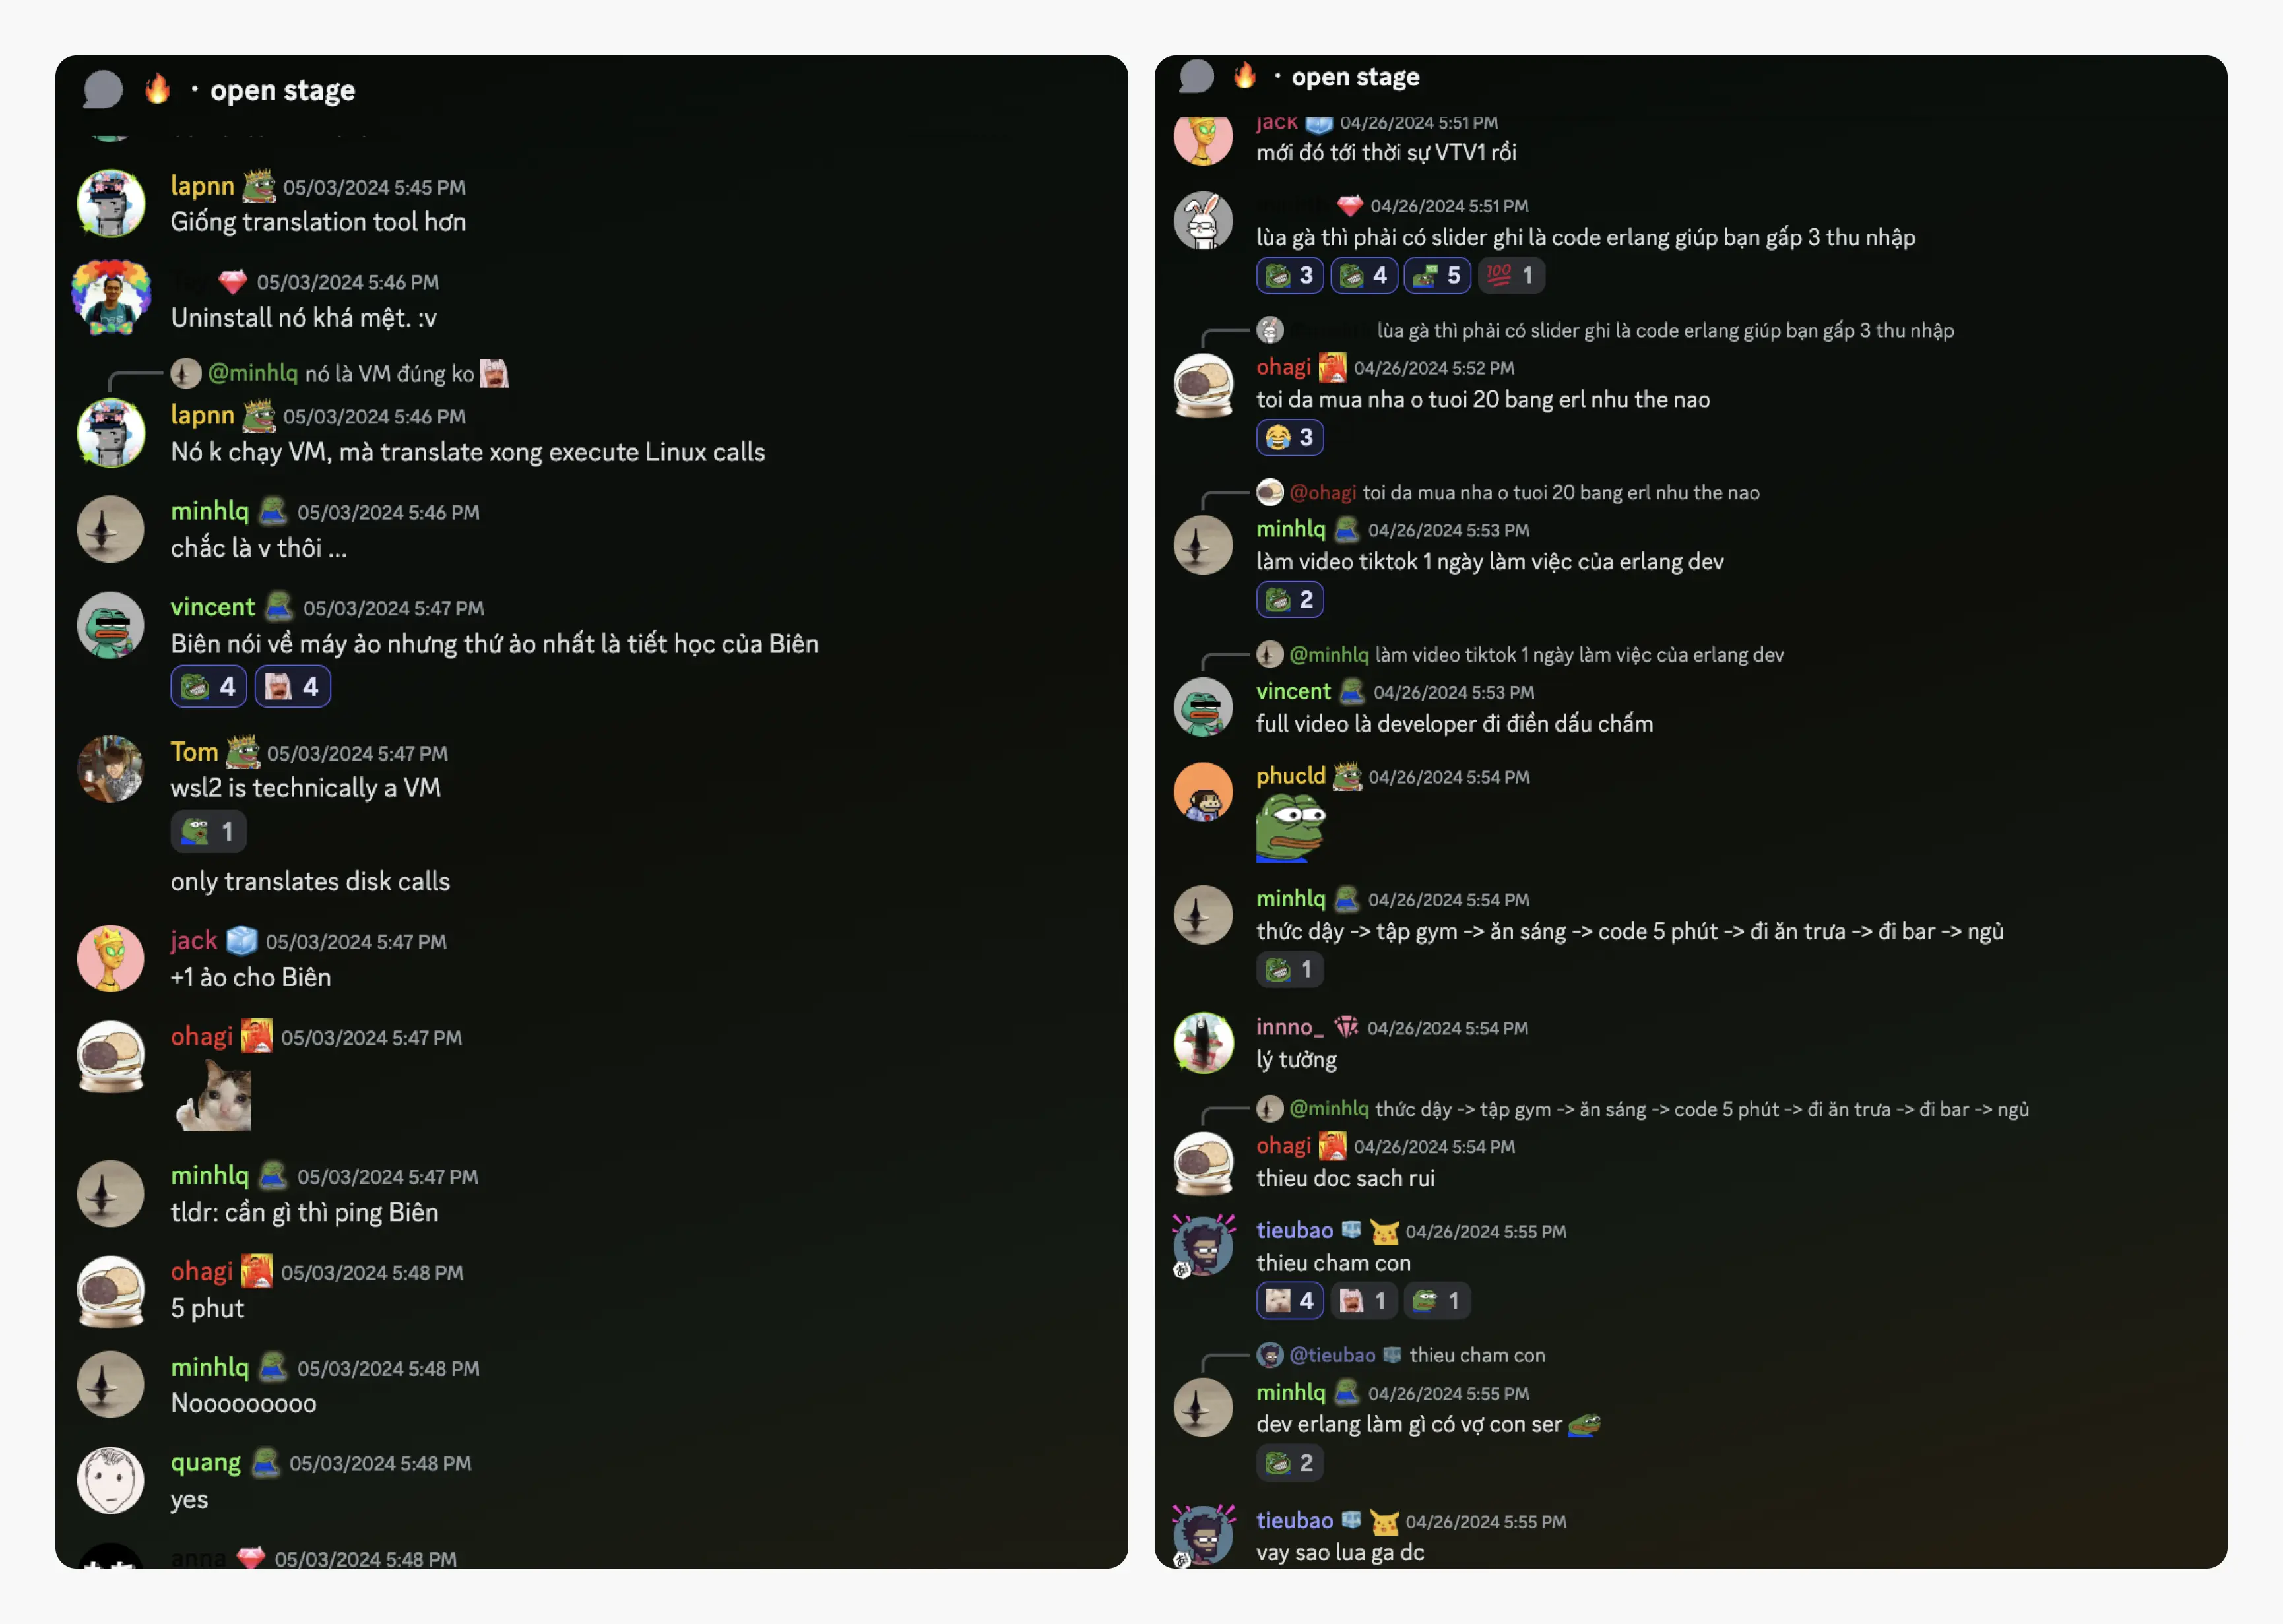 · open stage
lapnn 05/03/2024 5:45 PM
Giống translation tool hơn
05/03/2024 5:46 PM
Uninstall nó khá mệt. :v
@minhlq nó là VM đúng ko
lapnn 05/03/2024 5:46 PM
Nó k chạy VM, mà translate xong execute Linux calls
minhlq 05/03/2024 5:46 PM
chắc là v thôi ...
vincent 05/03/2024 5:47 PM
Biên nói về máy ảo nhưng thứ ảo nhất là tiết học của Biên
4 4
Tom 05/03/2024 5:47 PM
wsl2 is technically a VM
1
only translates disk calls
jack 05/03/2024 5:47 PM
+1 ảo cho Biên
ohagi 05/03/2024 5:47 PM
minhlq 05/03/2024 5:47 PM
tldr: cần gì thì ping Biên
ohagi 05/03/2024 5:48 PM
5 phut
minhlq 05/03/2024 5:48 PM
Nooooooooo
quang 05/03/2024 5:48 PM
yes
anna 05/03/2024 5:48 PM
· open stage
jack 04/26/2024 5:51 PM
mới đó tới thời sự VTV1 rồi
04/26/2024 5:51 PM
lùa gà thì phải có slider ghi là code erlang giúp bạn gấp 3 thu nhập
3 4 5 100 1
lùa gà thì phải có slider ghi là code erlang giúp bạn gấp 3 thu nhập
ohagi 04/26/2024 5:52 PM
toi da mua nha o tuoi 20 bang erl nhu the nao
3
@ohagi toi da mua nha o tuoi 20 bang erl nhu the nao
minhlq 04/26/2024 5:53 PM
làm video tiktok 1 ngày làm việc của erlang dev
2
@minhlq làm video tiktok 1 ngày làm việc của erlang dev
vincent 04/26/2024 5:53 PM
full video là developer đi điền dấu chấm
phucld 04/26/2024 5:54 PM
minhlq 04/26/2024 5:54 PM
thức dậy -> tập gym -> ăn sáng -> code 5 phút -> đi ăn trưa -> đi bar -> ngủ
1
innno_ 04/26/2024 5:54 PM
lý tưởng
@minhlq thức dậy -> tập gym -> ăn sáng -> code 5 phút -> đi ăn trưa -> đi bar -> ngủ
ohagi 04/26/2024 5:54 PM
thieu doc sach rui
tieubao 04/26/2024 5:55 PM
thieu cham con
4 1 1
@tieubao thieu cham con
minhlq 04/26/2024 5:55 PM
dev erlang làm gì có vợ con ser
2
tieubao 04/26/2024 5:55 PM
vay sao lua ga dc